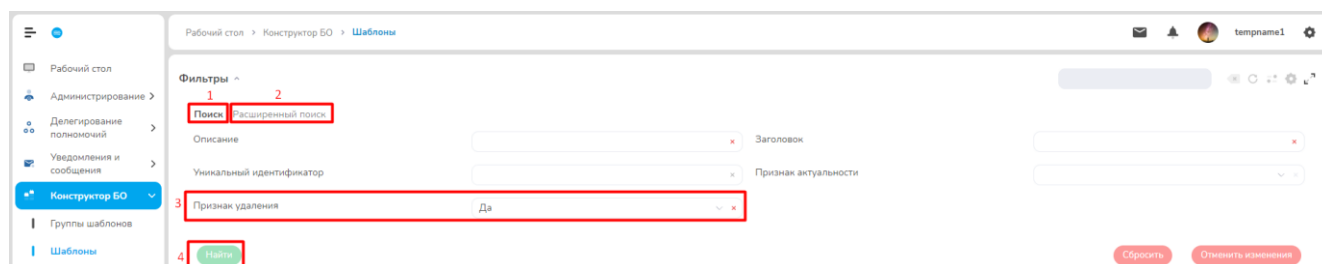 Рабочий стол > Конструктор БО > Шаблоны
tempname1
Рабочий стол
Администрирование
Делегирование
полномочий
Уведомления и
сообщения
Конструктор БО
Группы шаблонов
Шаблоны
Фильтры
1 2
Поиск Расширенный поиск
Описание Заголовок
Уникальный идентификатор Признак актуальности
3 Признак удаления Да
4 Найти Сбросить Отменить изменения